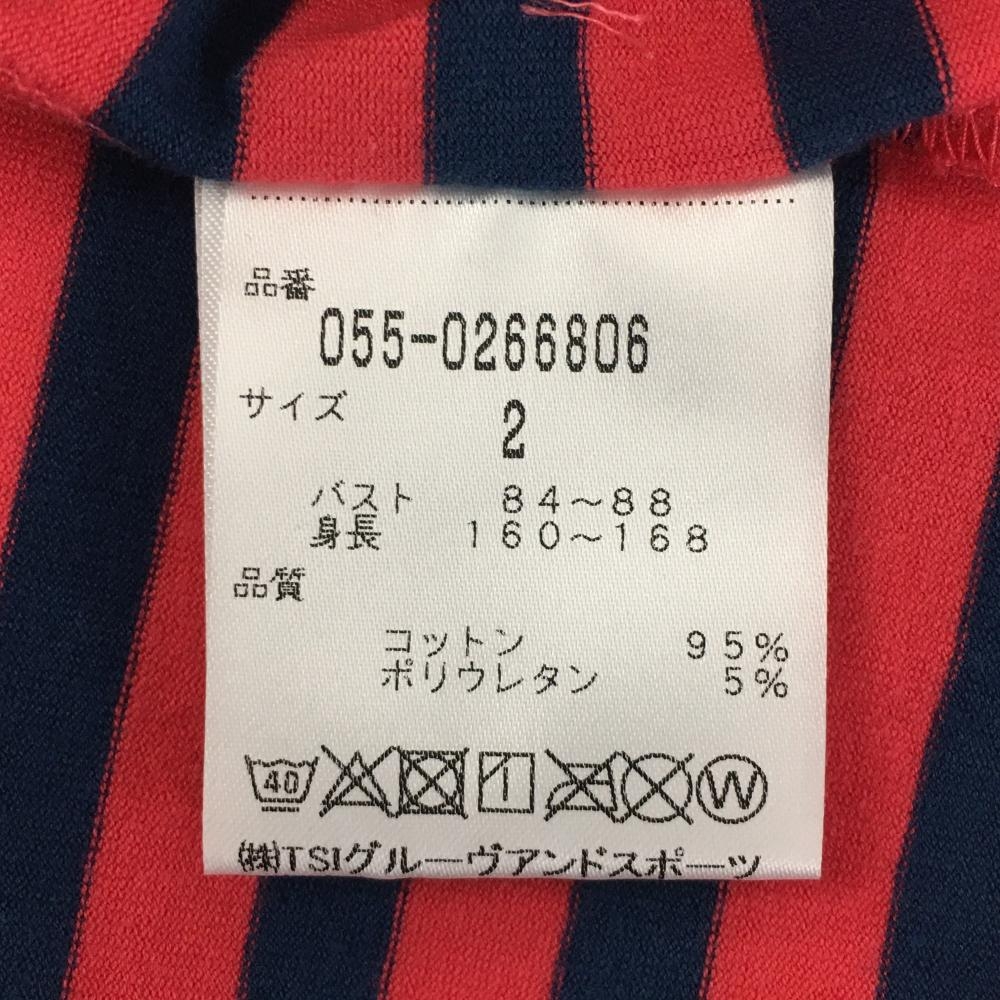 品番
055-0266806
サイズ
2
バスト 84～88
身長 160～168
品質
コットン 95%
ポリウレタン 5%
40 W
㈱TSIグルーヴアンドスポーツ